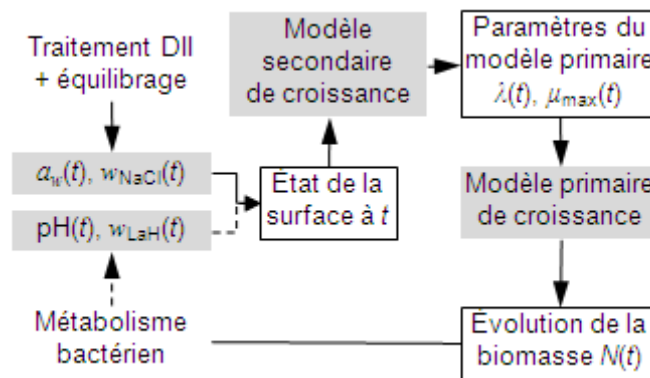 Traitement DII
+ équilibrage
Modèle
secondaire
de croissance
Paramètres du
modèle primaire
λ(t), μmax(t)
aw(t), wNaCl(t)
pH(t), wLaH(t)
État de la
surface à t
Modèle primaire
de croissance
Métabolisme
bactérien
Évolution de la
biomasse N(t)